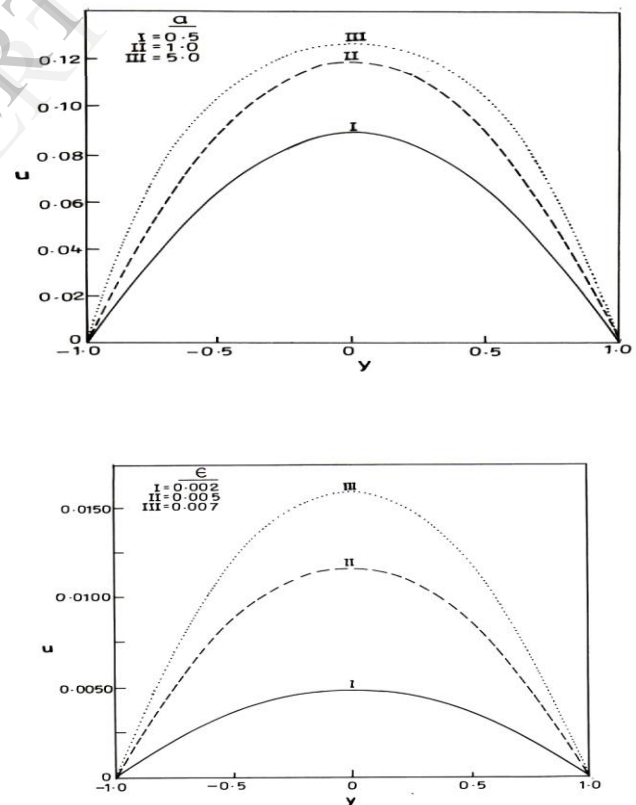 ERT
a
I = 0.5
II = 1.0
III = 5.0
III
II
I
0.12
0.10
0.08
u
0.06
0.04
0.02
0
-1.0
-0.5
0
0.5
1.0
y
ϵ
I = 0.002
II = 0.005
III = 0.007
III
0.0150
II
0.0100
u
I
0.0050
0
-1.0
-0.5
0
0.5
1.0
y